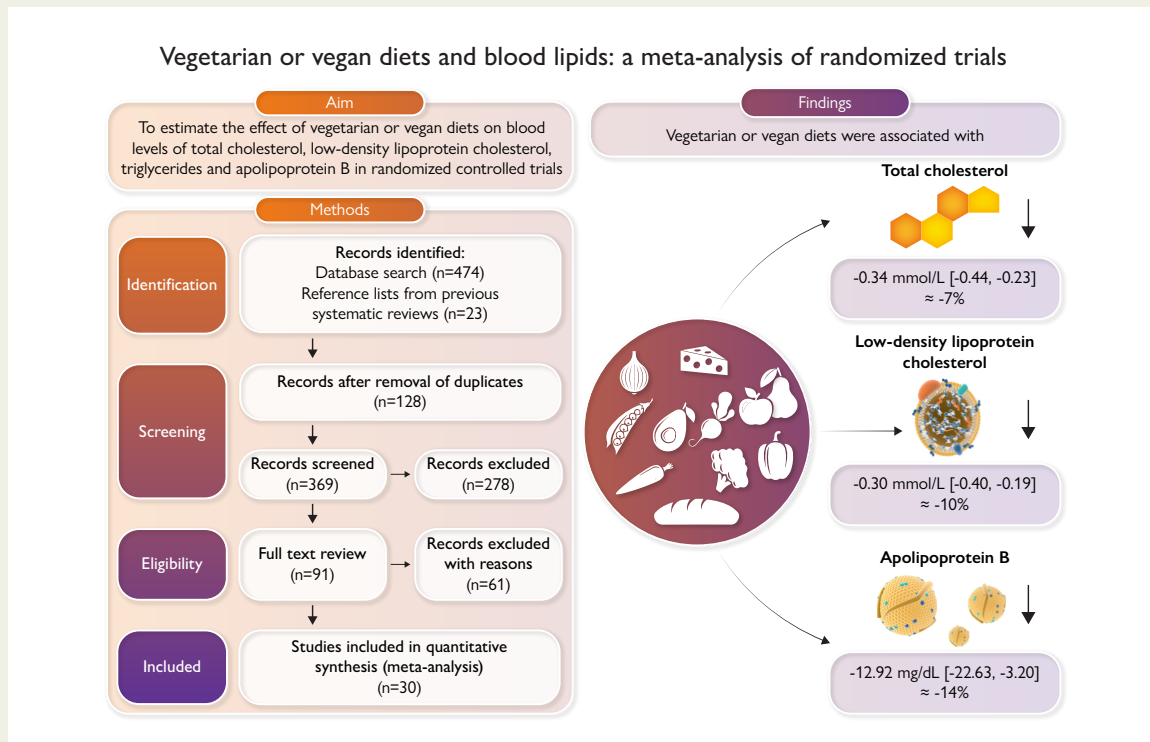 Vegetarian or vegan diets and blood lipids: a meta-analysis of randomized trials
Aim
To estimate the effect of vegetarian or vegan diets on blood
levels of total cholesterol, low-density lipoprotein cholesterol,
triglycerides and apolipoprotein B in randomized controlled trials
Methods
Identification
Records identified:
Database search (n=474)
Reference lists from previous
systematic reviews (n=23)
Screening
Records after removal of duplicates
(n=128)
Records screened
(n=369)
Records excluded
(n=278)
Eligibility
Full text review
(n=91)
Records excluded
with reasons
(n=61)
Included
Studies included in quantitative
synthesis (meta-analysis)
(n=30)
Findings
Vegetarian or vegan diets were associated with
Total cholesterol
-0.34 mmol/L [-0.44, -0.23]
≈ -7%
Low-density lipoprotein
cholesterol
-0.30 mmol/L [-0.40, -0.19]
≈ -10%
Apolipoprotein B
-12.92 mg/dL [-22.63, -3.20]
≈ -14%